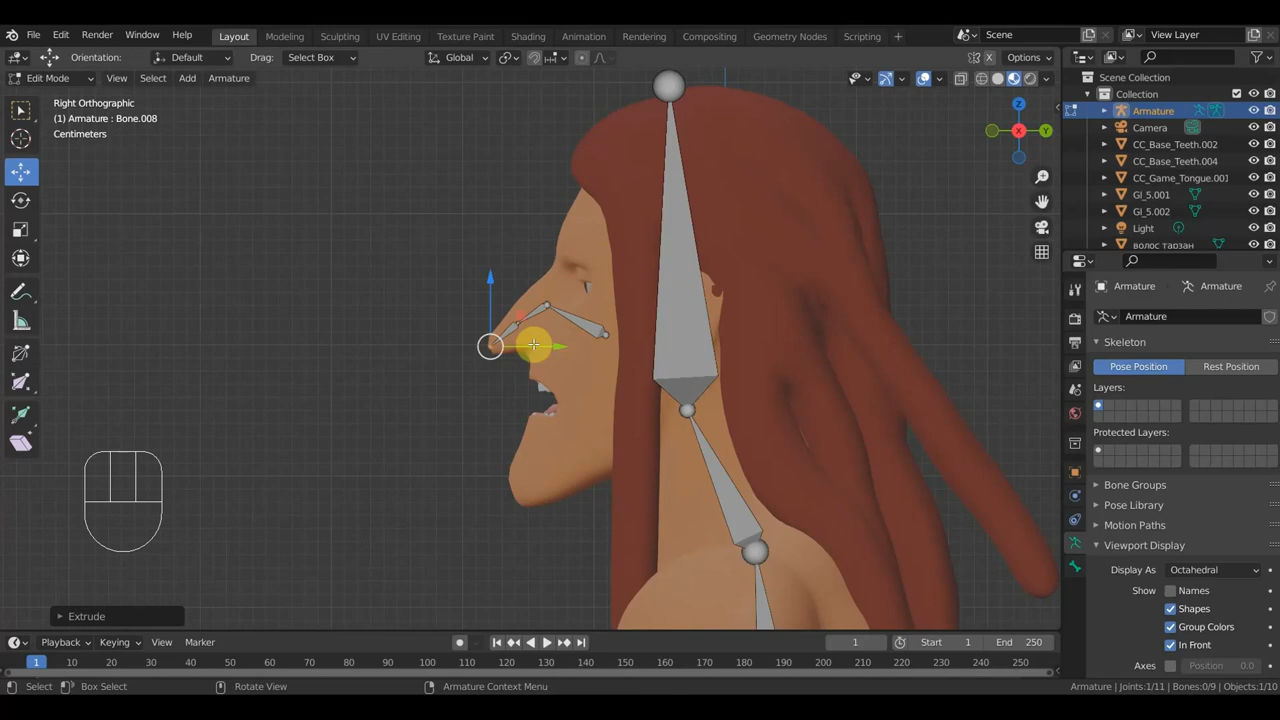 File Edit Render Window Help Layout Modeling Sculpting UV Editing Texture Paint Shading Animation Rendering Compositing Geometry Nodes Scripting + Scene View Layer
Orientation: Default Drag: Select Box Global Options
Edit Mode View Select Add Armature
Right Orthographic
(1) Armature : Bone.008
Centimeters
Z
X
Y
Scene Collection
Collection
Armature
Camera
CC_Base_Teeth.002
CC_Base_Teeth.004
CC_Game_Tongue.001
GI_5.001
GI_5.002
Light
волос тарзан
Armature Armature
Armature
Skeleton
Pose Position Rest Position
Layers:
Protected Layers:
Bone Groups
Pose Library
Motion Paths
Viewport Display
Display As Octahedral
Show Names
Shapes
Group Colors
In Front
Axes Position 0.0
Extrude
Playback Keying View Marker 1 Start 1 End 250
1 10 20 30 40 50 60 70 80 90 100 110 120 130 140 150 160 170 180 190 200 210 220 230 240 250
Select Box Select Rotate View Armature Context Menu Armature | Joints:1/11 | Bones:0/9 | Objects:1/10